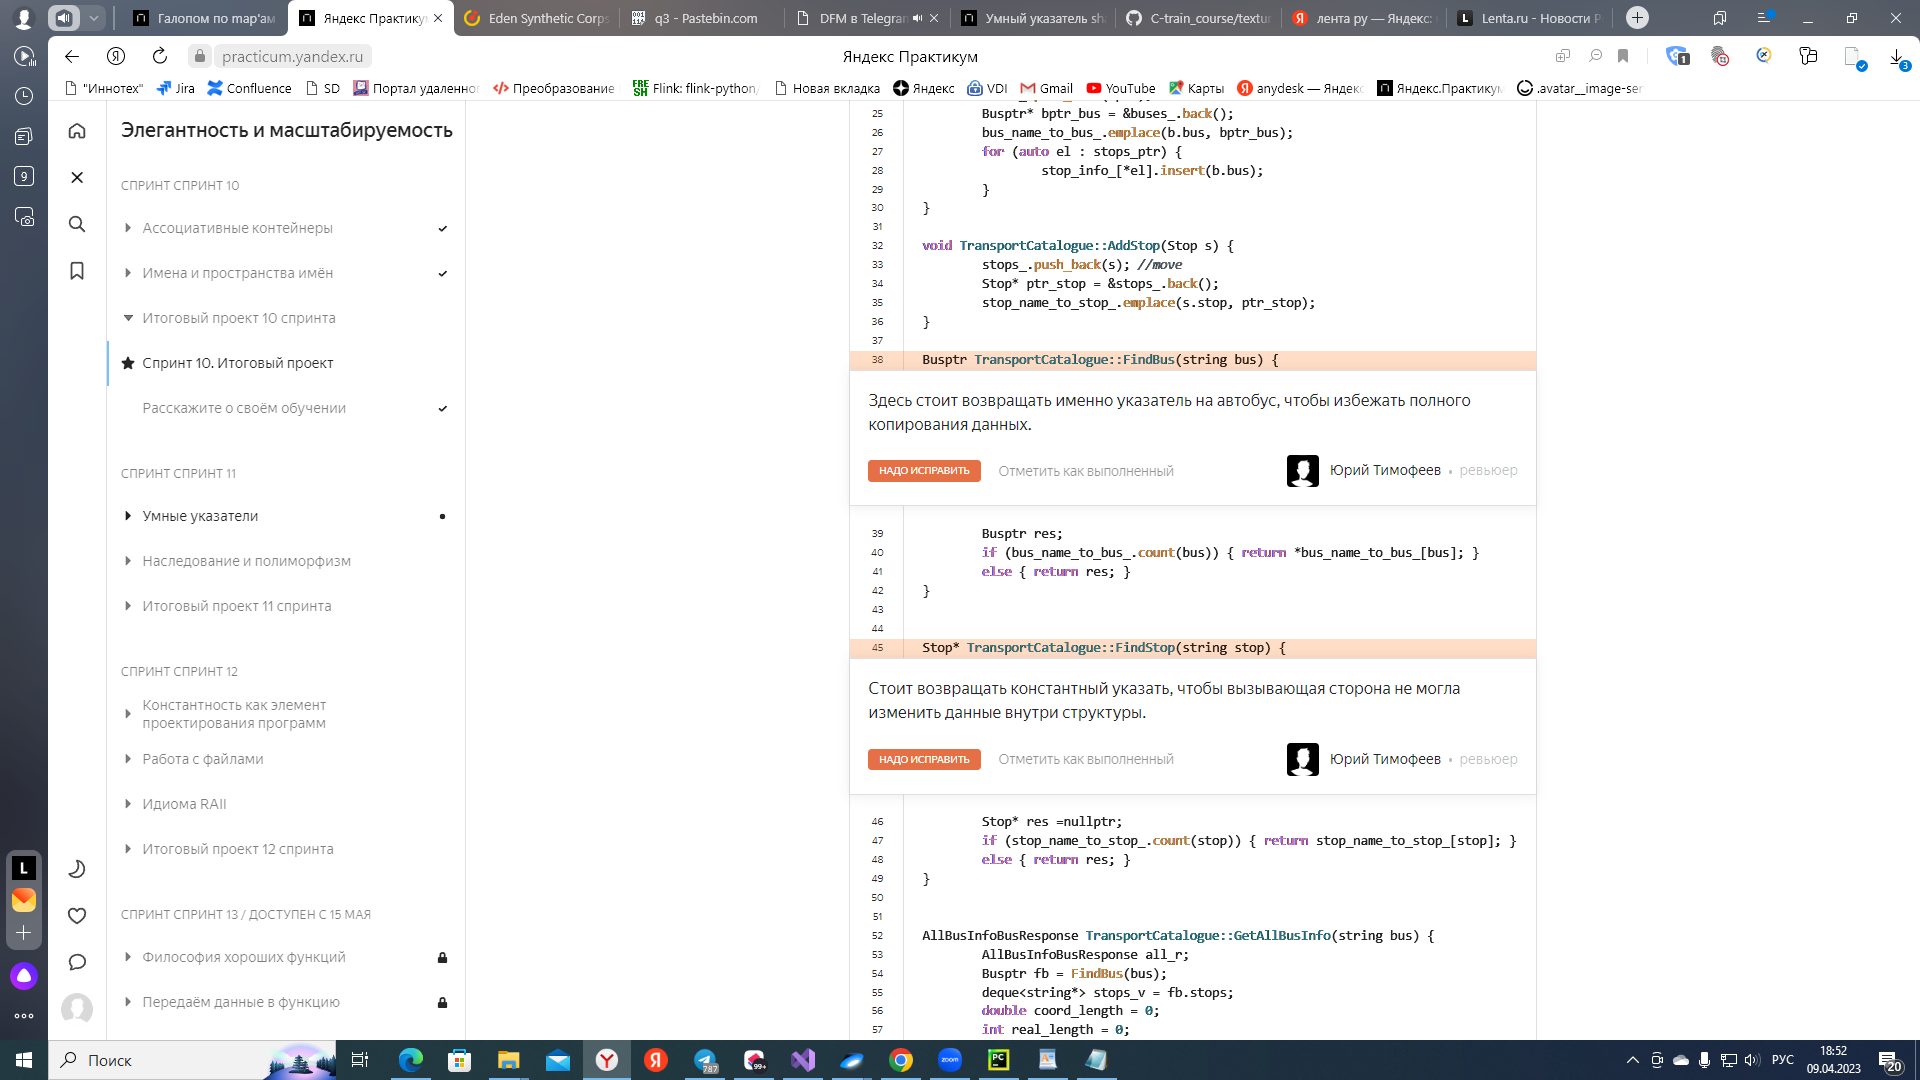 Галопом по map'ам
Яндекс Практикум
Eden Synthetic Corps
q3 - Pastebin.com
DFM в Telegram
Умный указатель sha
C-train_course/textur
лента ру — Яндекс:
Lenta.ru - Новости Р
practicum.yandex.ru
Яндекс Практикум
1
3
"Иннотех"
Jira
Confluence
SD
Портал удаленног
Преобразование
Flink: flink-python/
Новая вкладка
Яндекс
VDI
Gmail
YouTube
Карты
anydesk — Яндекс
Яндекс.Практикум
.avatar__image-ser
9
L
Элегантность и масштабируемость
СПРИНТ СПРИНТ 10
Ассоциативные контейнеры
Имена и пространства имён
Итоговый проект 10 спринта
Спринт 10. Итоговый проект
Расскажите о своём обучении
СПРИНТ СПРИНТ 11
Умные указатели
Наследование и полиморфизм
Итоговый проект 11 спринта
СПРИНТ СПРИНТ 12
Константность как элемент
проектирования программ
Работа с файлами
Идиома RAII
Итоговый проект 12 спринта
СПРИНТ СПРИНТ 13 / ДОСТУПЕН С 15 МАЯ
Философия хороших функций
Передаём данные в функцию
25 Busptr* bptr_bus = &buses_.back();
26 bus_name_to_bus_.emplace(b.bus, bptr_bus);
27 for (auto el : stops_ptr) {
28 stop_info_[*el].insert(b.bus);
29 }
30 }
31
32 void TransportCatalogue::AddStop(Stop s) {
33 stops_.push_back(s); //move
34 Stop* ptr_stop = &stops_.back();
35 stop_name_to_stop_.emplace(s.stop, ptr_stop);
36 }
37
38 Busptr TransportCatalogue::FindBus(string bus) {
Здесь стоит возвращать именно указатель на автобус, чтобы избежать полного
копирования данных.
НАДО ИСПРАВИТЬ Отметить как выполненный Юрий Тимофеев • ревьюер
39 Busptr res;
40 if (bus_name_to_bus_.count(bus)) { return *bus_name_to_bus_[bus]; }
41 else { return res; }
42 }
43
44
45 Stop* TransportCatalogue::FindStop(string stop) {
Стоит возвращать константный указать, чтобы вызывающая сторона не могла
изменить данные внутри структуры.
НАДО ИСПРАВИТЬ Отметить как выполненный Юрий Тимофеев • ревьюер
46 Stop* res =nullptr;
47 if (stop_name_to_stop_.count(stop)) { return stop_name_to_stop_[stop]; }
48 else { return res; }
49 }
50
51
52 AllBusInfoBusResponse TransportCatalogue::GetAllBusInfo(string bus) {
53 AllBusInfoBusResponse all_r;
54 Busptr fb = FindBus(bus);
55 deque<string*> stops_v = fb.stops;
56 double coord_length = 0;
57 int real_length = 0;
Поиск
787
99+
zoom
PC
РУС
18:52
09.04.2023
20